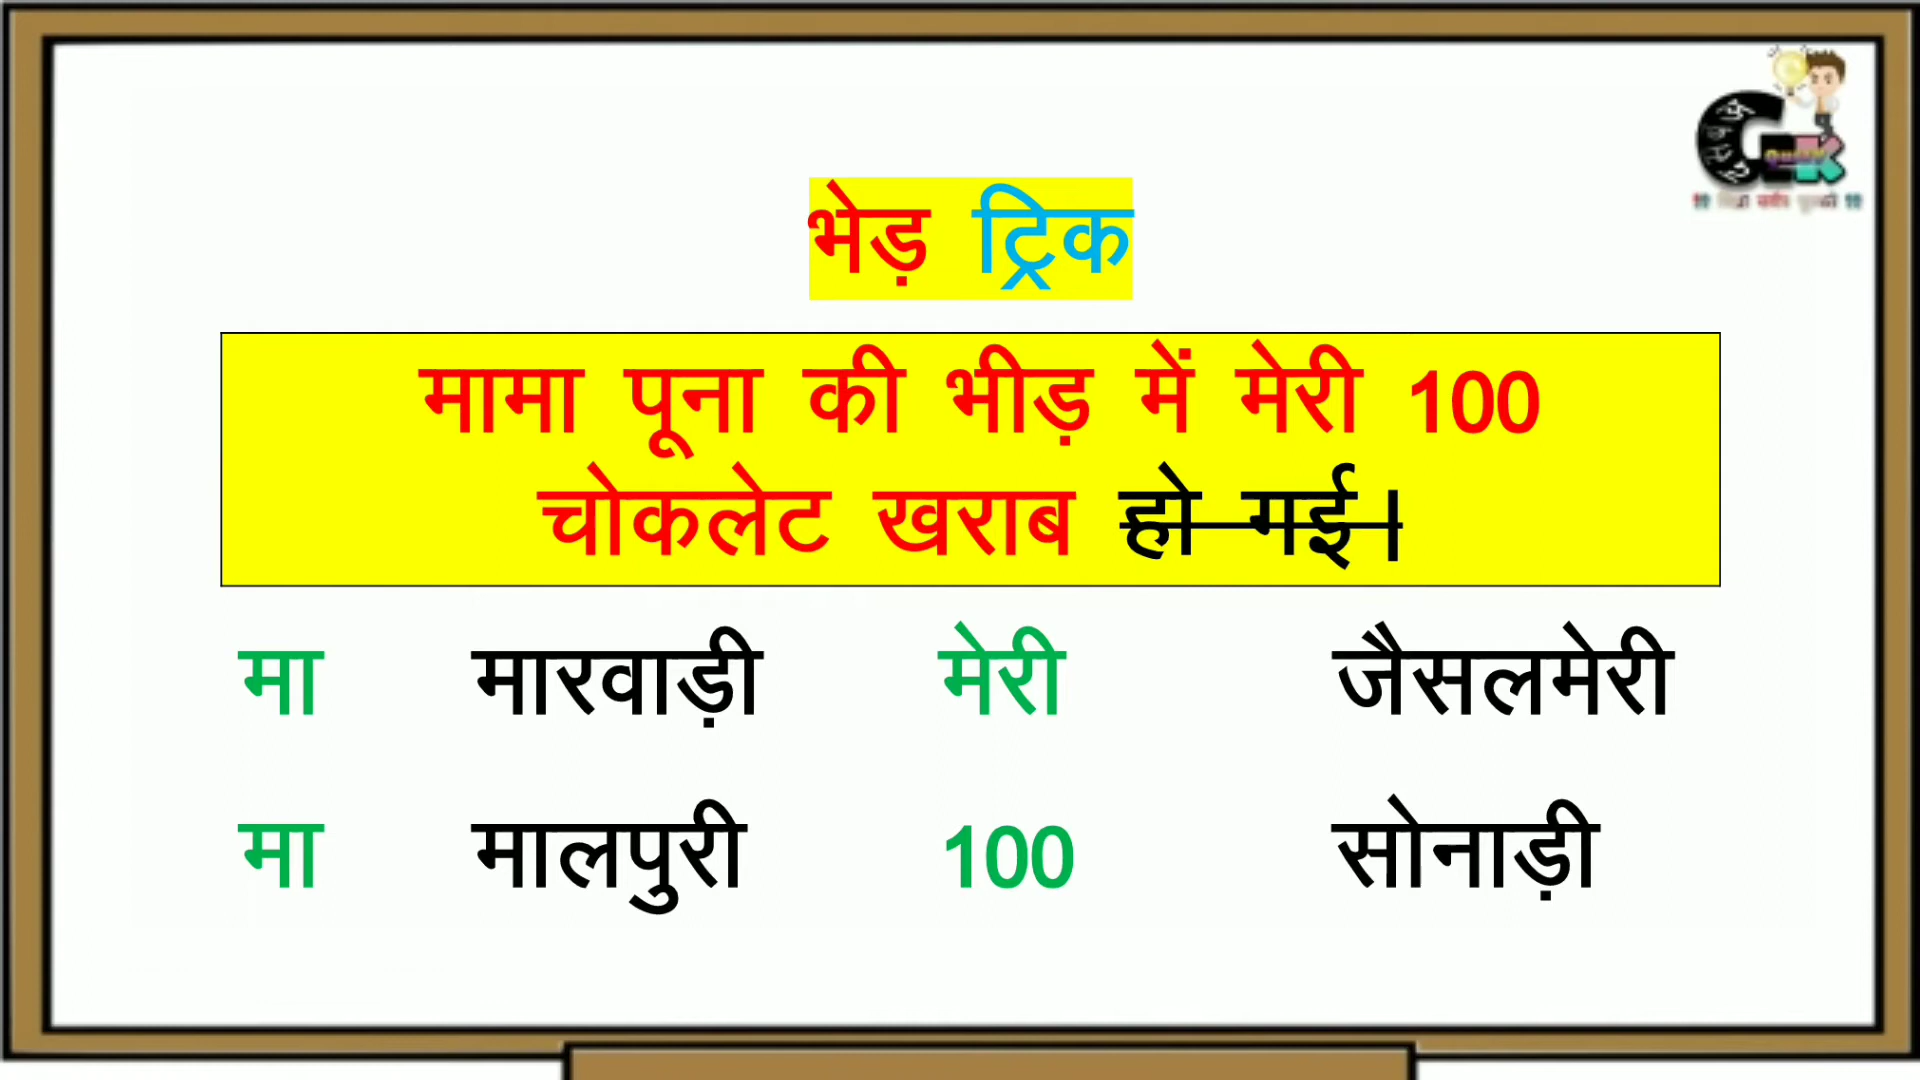 भेड़ ट्रिक
मामा पूना की भीड़ में मेरी 100
चोकलेट खराब हो गई।
मा मारवाड़ी मेरी जैसलमेरी
मा मालपुरी 100 सोनाड़ी